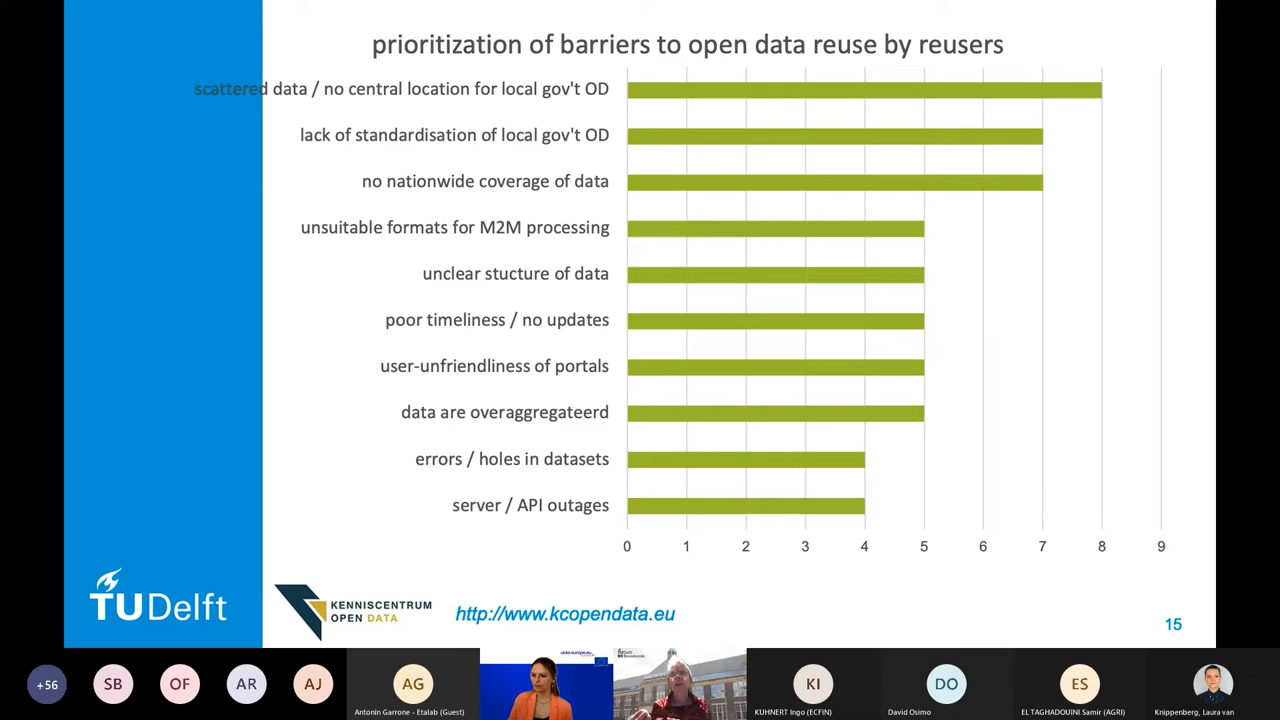 prioritization of barriers to open data reuse by reusers
scattered data / no central location for local gov't OD
lack of standardisation of local gov't OD
no nationwide coverage of data
unsuitable formats for M2M processing
unclear stucture of data
poor timeliness / no updates
user-unfriendliness of portals
data are overaggregateerd
errors / holes in datasets
server / API outages
0 1 2 3 4 5 6 7 8 9
TUDelft
KENNISCENTRUM
OPEN DATA
http://www.kcopendata.eu
15
+56
SB
OF
AR
AJ
AG
Antonin Garrone - Etalab (Guest)
data.europa.eu
KI
KUHNERT Ingo (ECFIN)
DO
David Osimo
ES
EL TAGHADOUINI Samir (AGRI)
Knippenberg, Laura van